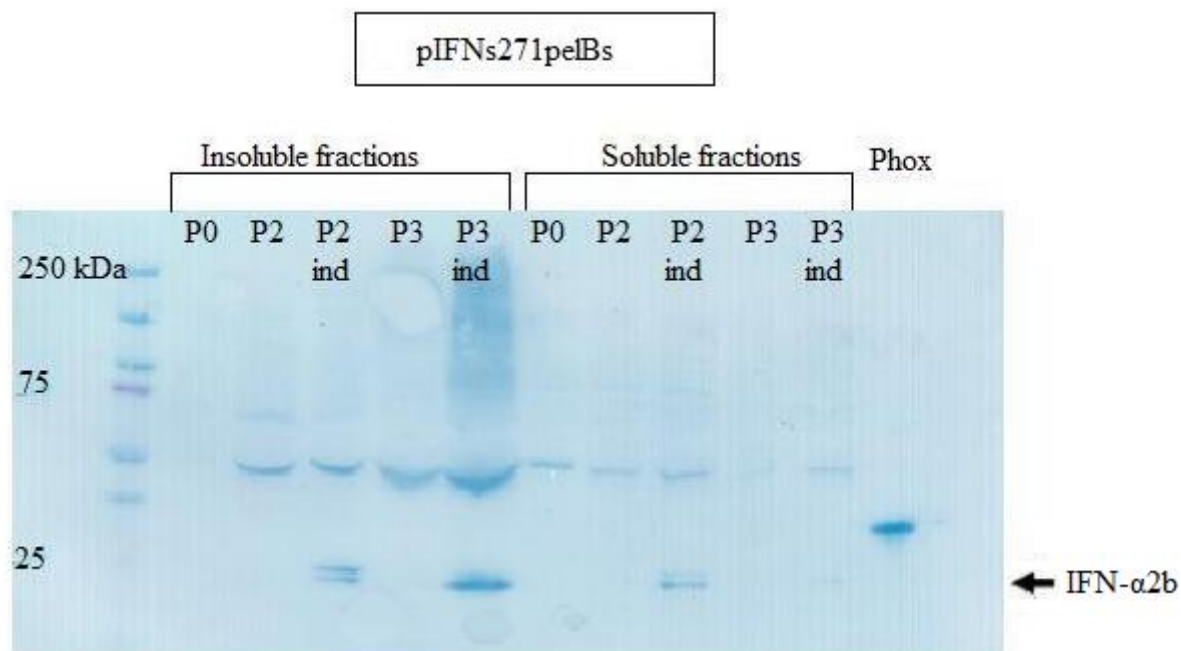 pIFNs271pelBs
Insoluble fractions Soluble fractions Phox
P0 P2 P2 ind P3 P3 ind P0 P2 P2 ind P3 P3 ind
250 kDa
75
25
IFN-α2b